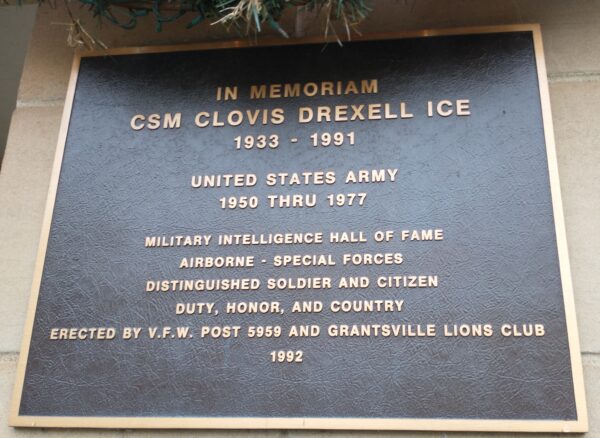 IN MEMORIAM
CSM CLOVIS DREXELL ICE
1933 - 1991
UNITED STATES ARMY
1950 THRU 1977
MILITARY INTELLIGENCE HALL OF FAME
AIRBORNE - SPECIAL FORCES
DISTINGUISHED SOLDIER AND CITIZEN
DUTY, HONOR, AND COUNTRY
ERECTED BY V.F.W. POST 5959 AND GRANTSVILLE LIONS CLUB
1992